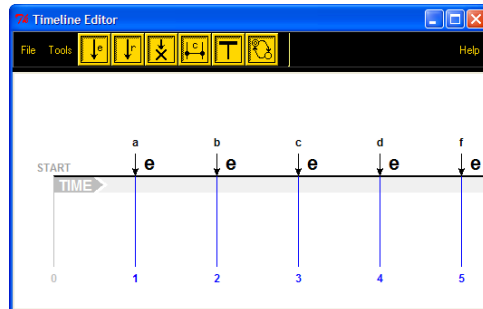 Timeline Editor
File Tools e r c Help
a b c d f
START e e e e e
TIME
0 1 2 3 4 5